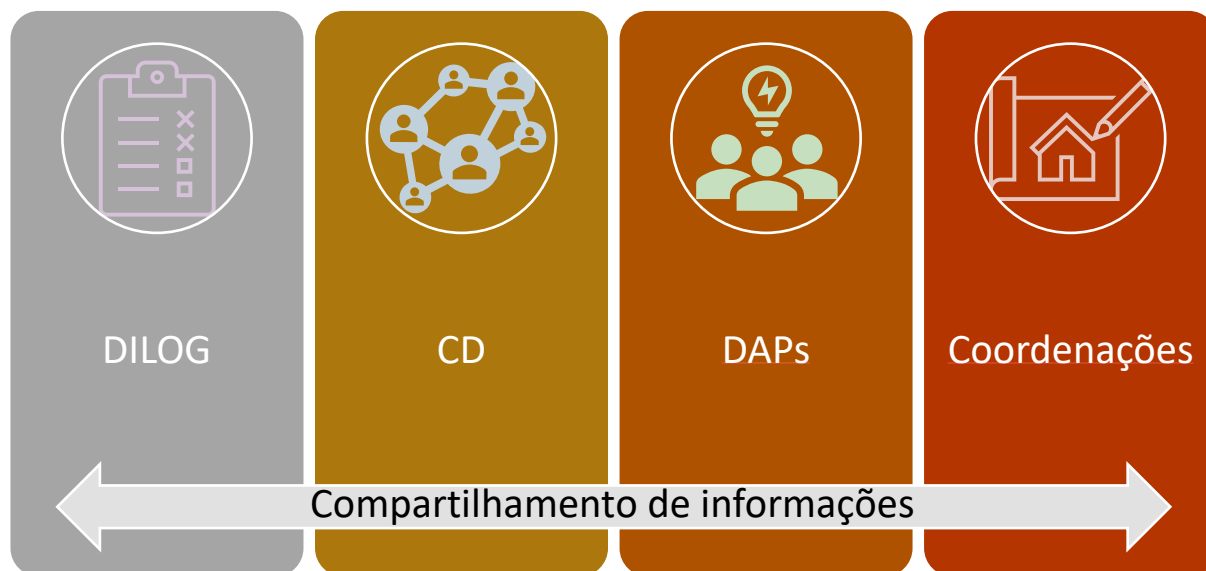 DILOG
CD
DAPs
Coordenações
Compartilhamento de informações